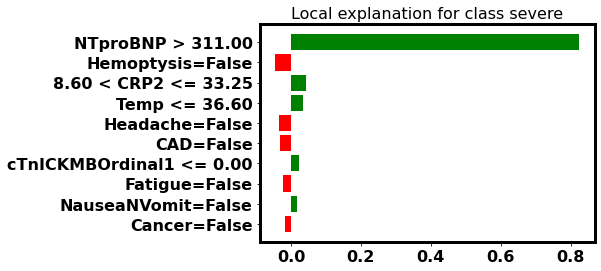 Local explanation for class severe
NTproBNP > 311.00
Hemoptysis=False
8.60 < CRP2 <= 33.25
Temp <= 36.60
Headache=False
CAD=False
cTnICKMBOrdinal1 <= 0.00
Fatigue=False
NauseaNVomit=False
Cancer=False
0.0 0.2 0.4 0.6 0.8